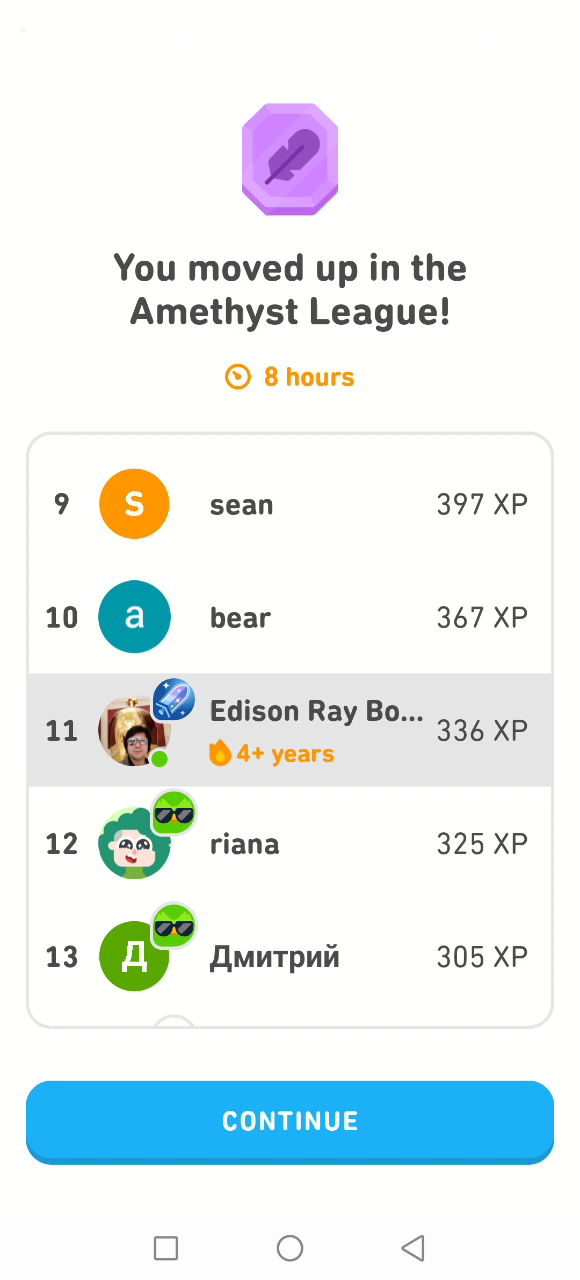 You moved up in the
Amethyst League!
8 hours
9 S sean 397 XP
10 a bear 367 XP
11 Edison Ray Bo... 336 XP
4+ years
12 riana 325 XP
13 Д Дмитрий 305 XP
CONTINUE